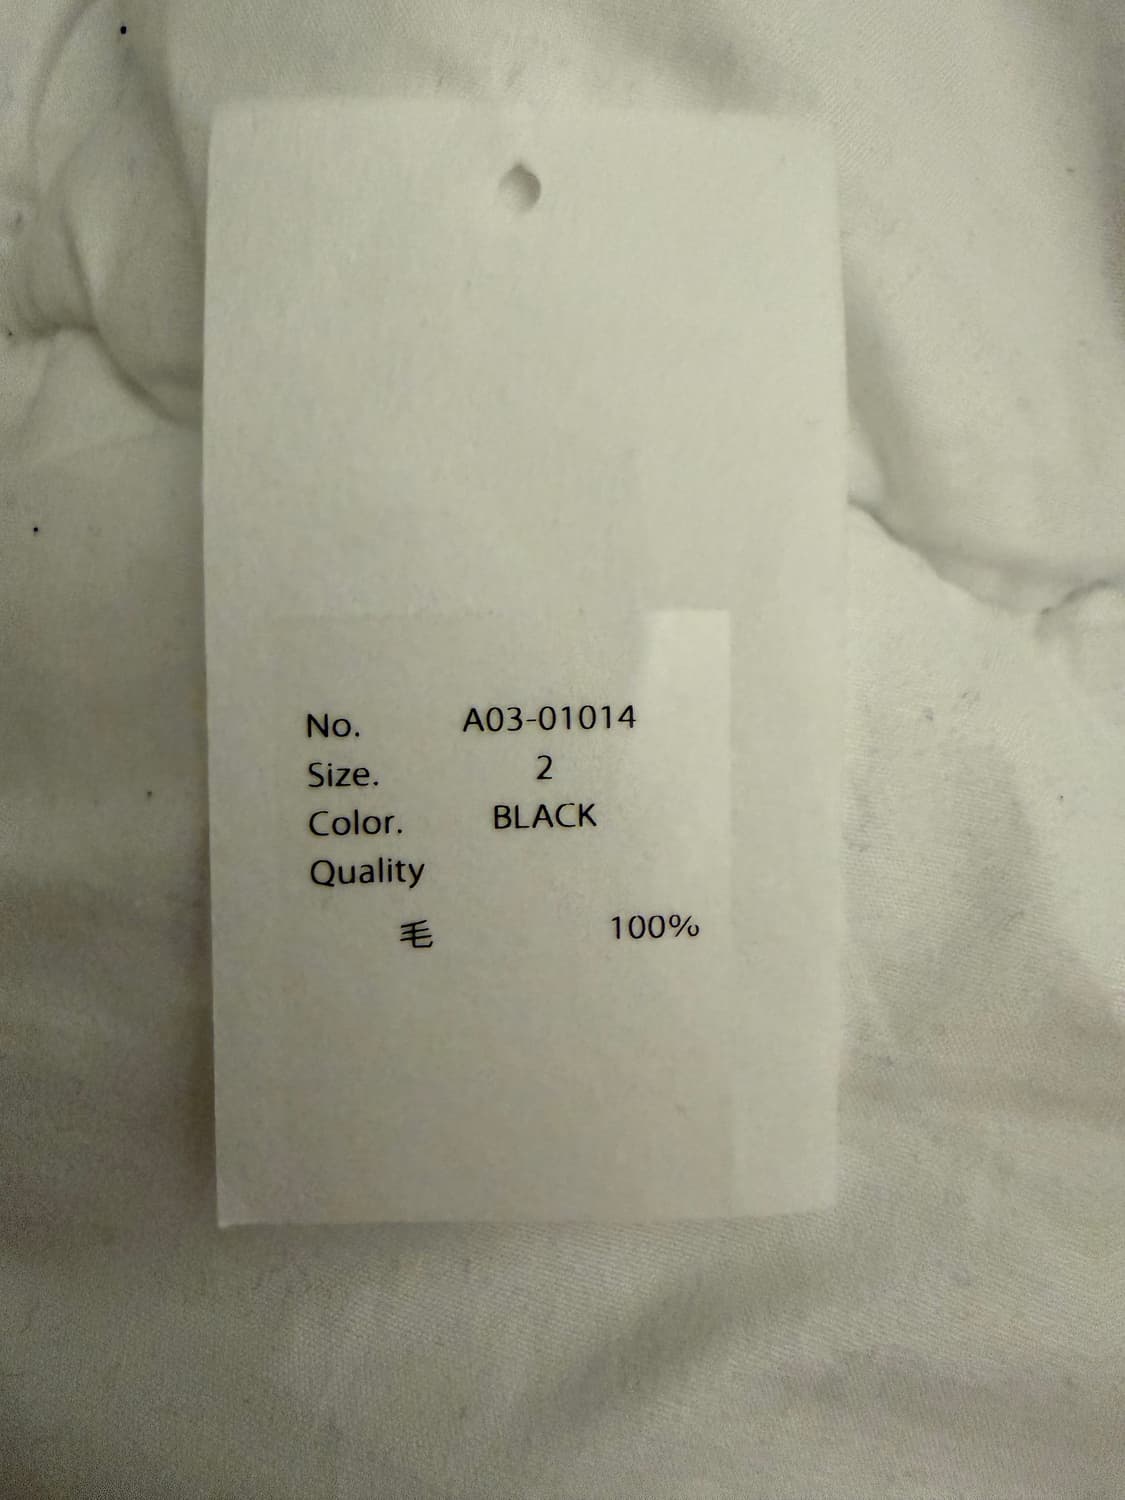 No. A03-01014
Size. 2
Color. BLACK
Quality
毛 100%